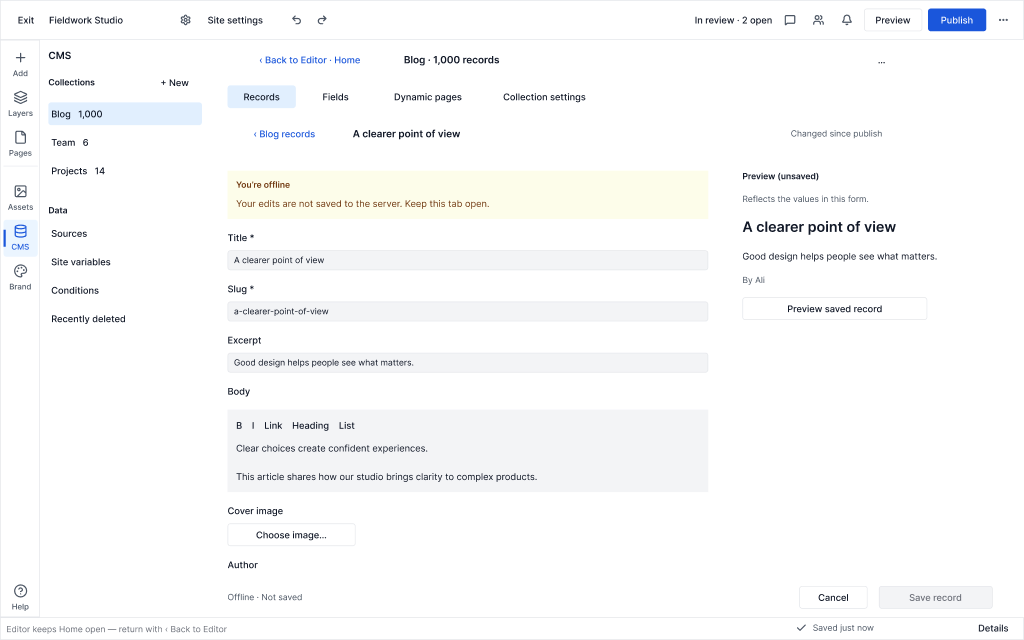 Exit
Fieldwork Studio
Site settings
In review · 2 open
Preview
Publish
Add
Layers
Pages
Assets
CMS
Brand
Help
CMS
Collections
+ New
Blog 1,000
Team 6
Projects 14
Data
Sources
Site variables
Conditions
Recently deleted
‹ Back to Editor · Home
Blog · 1,000 records
...
Records
Fields
Dynamic pages
Collection settings
‹ Blog records
A clearer point of view
Changed since publish
You're offline
Your edits are not saved to the server. Keep this tab open.
Title *
A clearer point of view
Slug *
a-clearer-point-of-view
Excerpt
Good design helps people see what matters.
Body
B I Link Heading List
Clear choices create confident experiences.
This article shares how our studio brings clarity to complex products.
Cover image
Choose image...
Author
Preview (unsaved)
Reflects the values in this form.
A clearer point of view
Good design helps people see what matters.
By Ali
Preview saved record
Offline · Not saved
Cancel
Save record
Editor keeps Home open — return with ‹ Back to Editor
Saved just now
Details